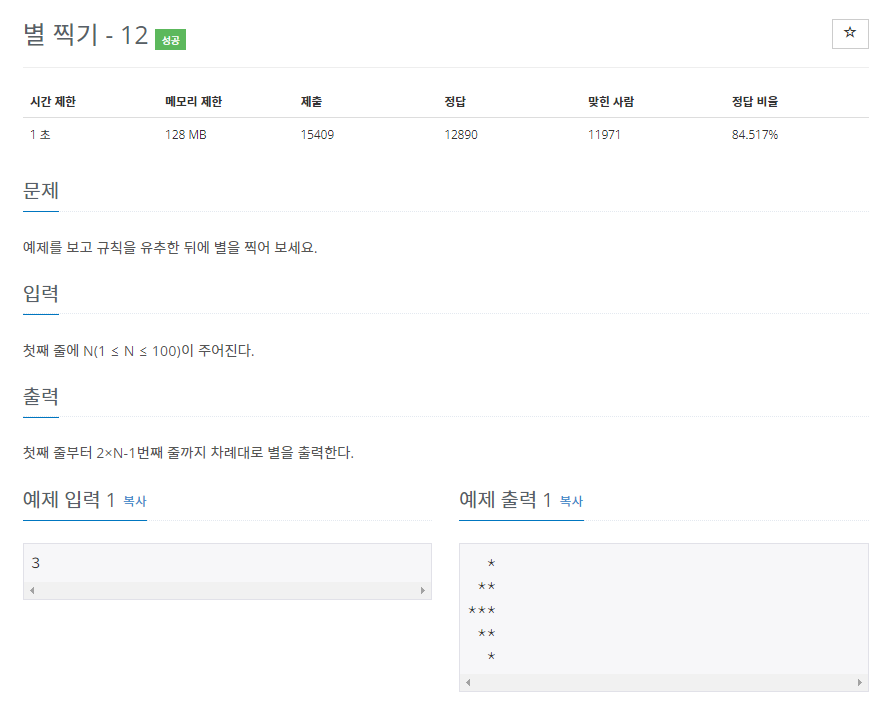 별 찍기 - 12 성공
☆
시간 제한 메모리 제한 제출 정답 맞힌 사람 정답 비율
1 초 128 MB 15409 12890 11971 84.517%
문제
예제를 보고 규칙을 유추한 뒤에 별을 찍어 보세요.
입력
첫째 줄에 N(1 ≤ N ≤ 100)이 주어진다.
출력
첫째 줄부터 2×N-1번째 줄까지 차례대로 별을 출력한다.
예제 입력 1 복사
3
예제 출력 1 복사
  *
 **
***
 **
  *